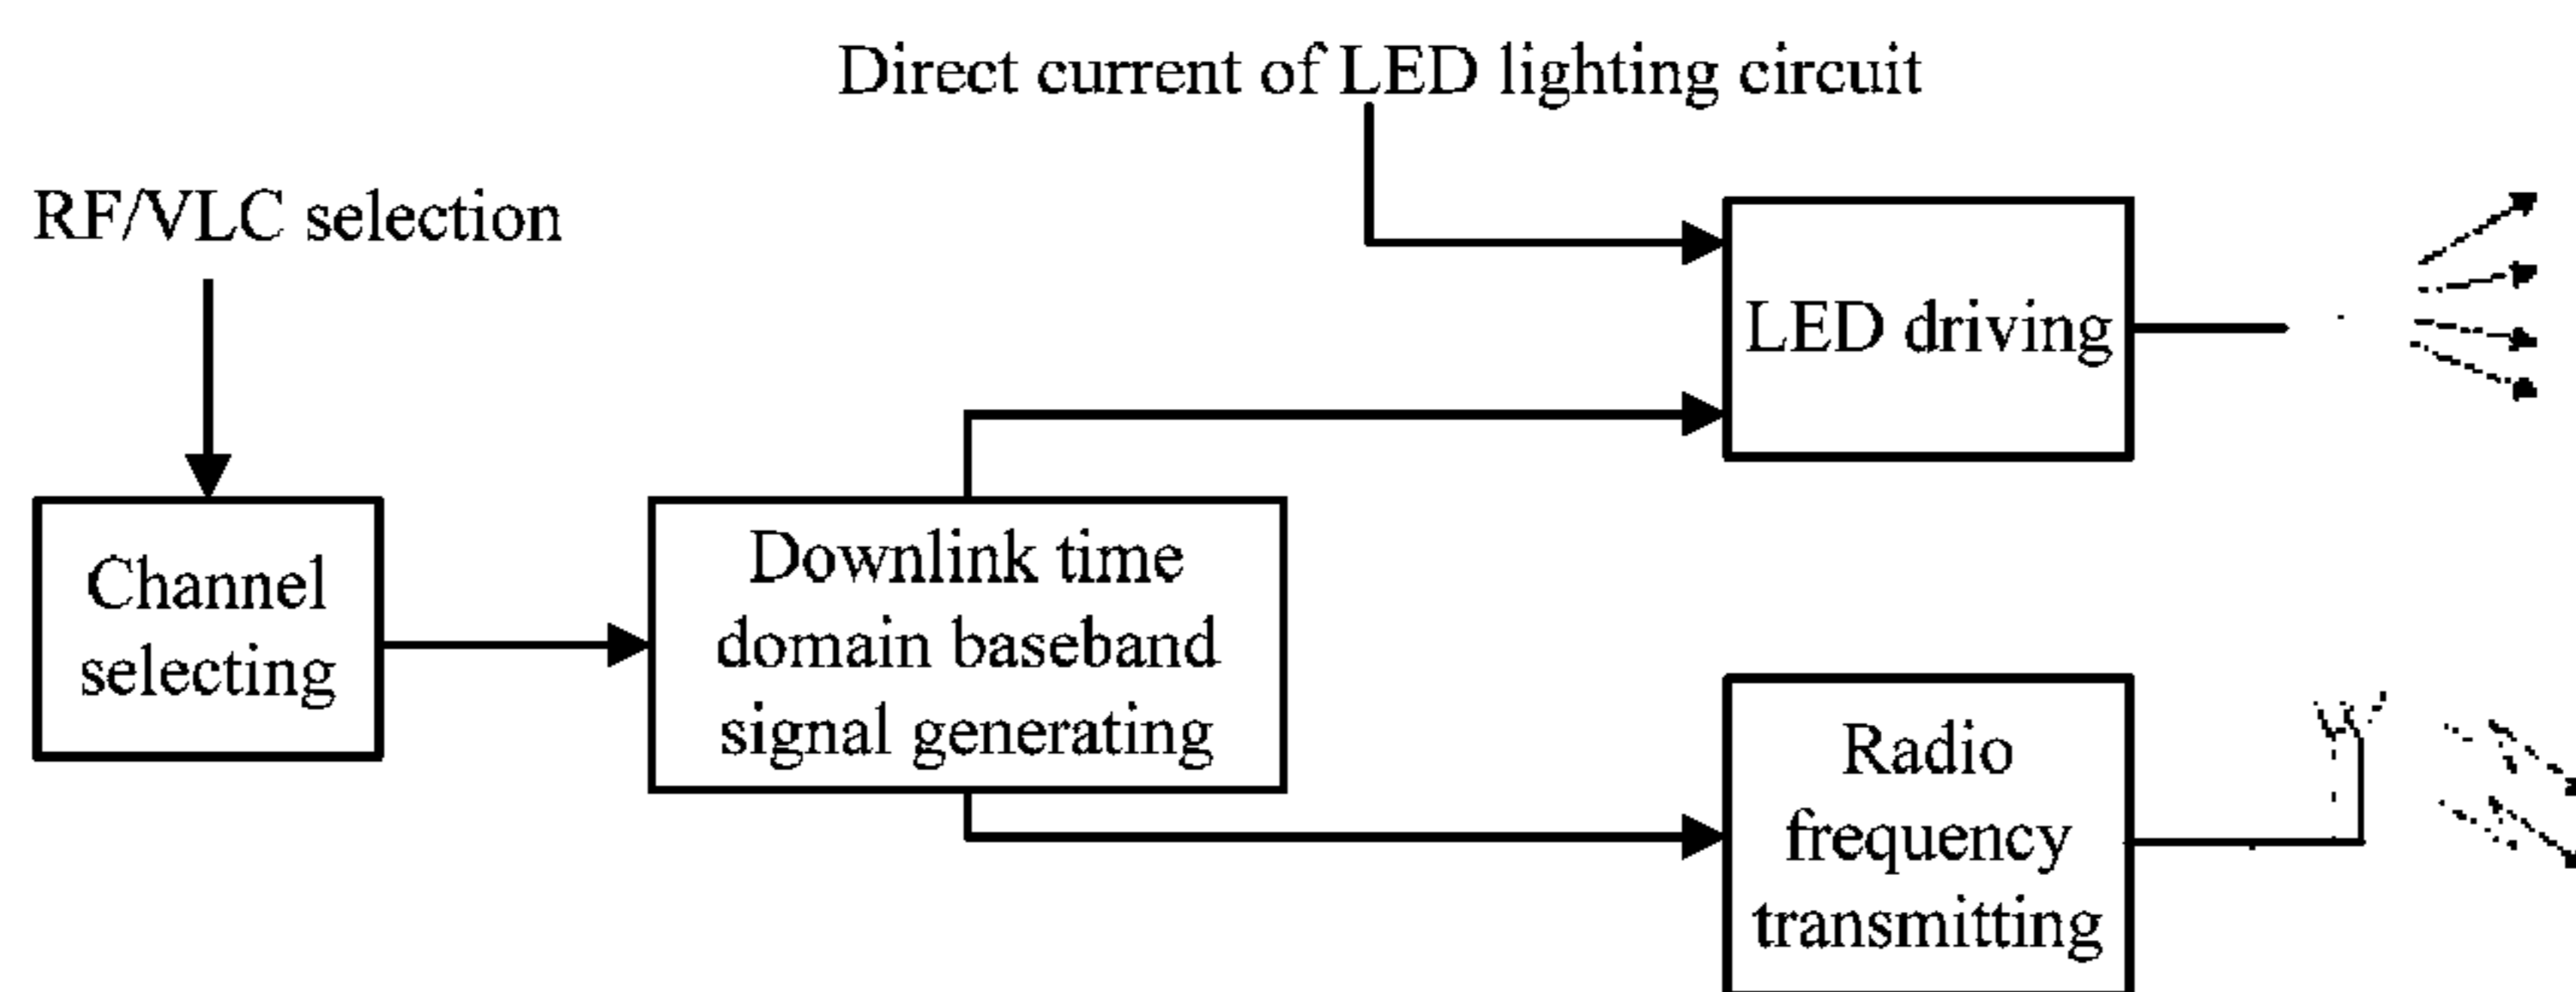 Direct current of LED lighting circuit
RF/VLC selection
LED driving
Channel
selecting
Downlink time
domain baseband
signal generating
Radio
frequency
transmitting